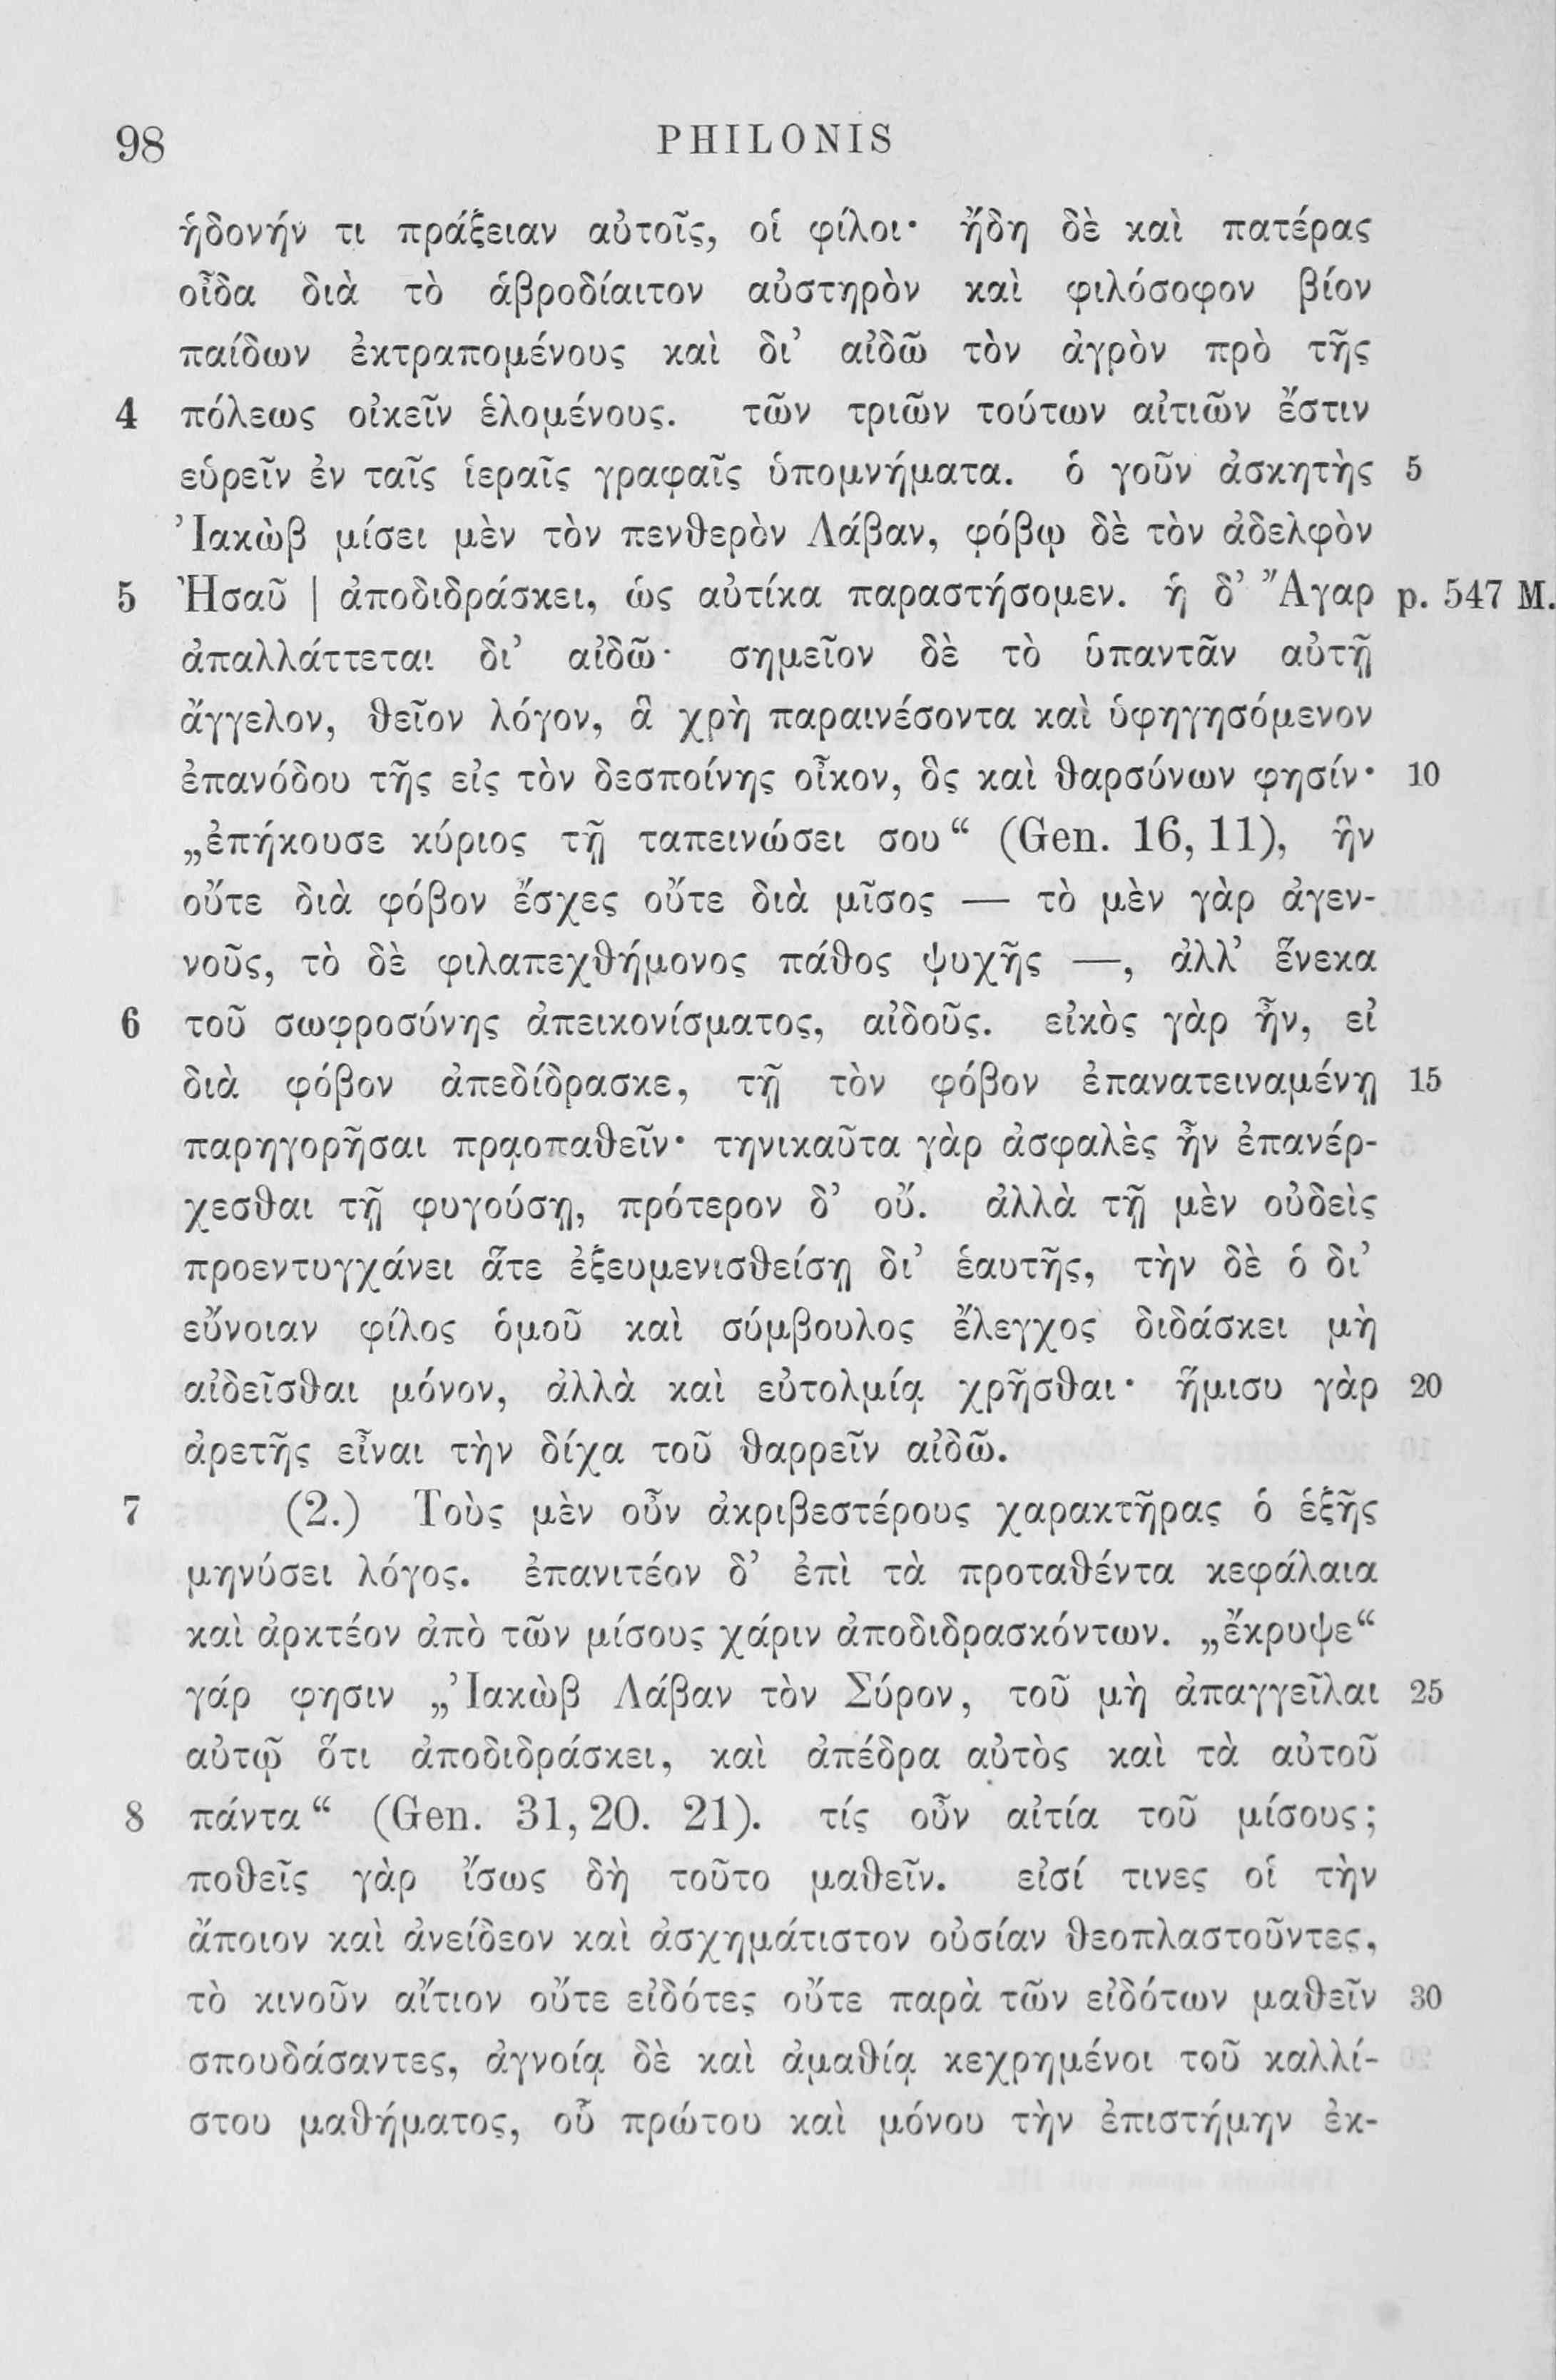 98 PHILONIS
ἡδονήν τι πράξειαν αὐτοῖς, οἱ φίλοι· ἤδη δὲ καὶ πατέρας
οἶδα διὰ τὸ ἁβροδίαιτον αὐστηρὸν καὶ φιλόσοφον βίον
παίδων ἐκτραπομένους καὶ δι’ αἰδῶ τὸν ἀγρὸν πρὸ τῆς
4 πόλεως οἰκεῖν ἑλομένους. τῶν τριῶν τούτων αἰτιῶν ἔστιν
εὑρεῖν ἐν ταῖς ἱεραῖς γραφαῖς ὑπομνήματα. ὁ γοῦν ἀσκητὴς 5
Ἰακὼβ μίσει μὲν τὸν πενθερὸν Λάβαν, φόβῳ δὲ τὸν ἀδελφὸν
5 Ἠσαῦ | ἀποδιδράσκει, ὡς αὐτίκα παραστήσομεν. ἡ δ’ Ἄγαρ p. 547 M.
ἀπαλλάττεται δι’ αἰδῶ· σημεῖον δὲ τὸ ὑπαντᾶν αὐτῇ
ἄγγελον, θεῖον λόγον, ἃ χρὴ παραινέσοντα καὶ ὑφηγησόμενον
ἐπανόδου τῆς εἰς τὸν δεσποίνης οἶκον, ὃς καὶ θαρσύνων φησίν· 10
„ἐπήκουσε κύριος τῇ ταπεινώσει σου“ (Gen. 16, 11), ἣν
οὔτε διὰ φόβον ἔσχες οὔτε διὰ μῖσος — τὸ μὲν γὰρ ἀγεν-
νοῦς, τὸ δὲ φιλαπεχθήμονος πάθος ψυχῆς —, ἀλλ’ ἕνεκα
6 τοῦ σωφροσύνης ἀπεικονίσματος, αἰδοῦς. εἰκὸς γὰρ ἦν, εἰ
διὰ φόβον ἀπεδίδρασκε, τῇ τὸν φόβον ἐπανατειναμένῃ 15
παρηγορῆσαι πρᾳοπαθεῖν· τηνικαῦτα γὰρ ἀσφαλὲς ἦν ἐπανέρ-
χεσθαι τῇ φυγούσῃ, πρότερον δ’ οὔ. ἀλλὰ τῇ μὲν οὐδεὶς
προεντυγχάνει ἅτε ἐξευμενισθείσῃ δι’ ἑαυτῆς, τὴν δὲ ὁ δι’
εὔνοιαν φίλος ὁμοῦ καὶ σύμβουλος ἔλεγχος διδάσκει μὴ
αἰδεῖσθαι μόνον, ἀλλὰ καὶ εὐτολμίᾳ χρῆσθαι· ἥμισυ γὰρ 20
ἀρετῆς εἶναι τὴν δίχα τοῦ θαρρεῖν αἰδῶ.
7 (2.) Τοὺς μὲν οὖν ἀκριβεστέρους χαρακτῆρας ὁ ἑξῆς
μηνύσει λόγος. ἐπανιτέον δ’ ἐπὶ τὰ προταθέντα κεφάλαια
καὶ ἀρκτέον ἀπὸ τῶν μίσους χάριν ἀποδιδρασκόντων. „ἔκρυψε“
γάρ φησιν „Ἰακὼβ Λάβαν τὸν Σύρον, τοῦ μὴ ἀπαγγεῖλαι 25
αὐτῷ ὅτι ἀποδιδράσκει, καὶ ἀπέδρα αὐτὸς καὶ τὰ αὐτοῦ
8 πάντα“ (Gen. 31, 20. 21). τίς οὖν αἰτία τοῦ μίσους;
ποθεῖς γὰρ ἴσως δὴ τοῦτο μαθεῖν. εἰσί τινες οἱ τὴν
ἄποιον καὶ ἀνείδεον καὶ ἀσχημάτιστον οὐσίαν θεοπλαστοῦντες,
τὸ κινοῦν αἴτιον οὔτε εἰδότες οὔτε παρὰ τῶν εἰδότων μαθεῖν 30
σπουδάσαντες, ἀγνοίᾳ δὲ καὶ ἀμαθίᾳ κεχρημένοι τοῦ καλλί-
στου μαθήματος, οὗ πρώτου καὶ μόνου τὴν ἐπιστήμην ἐκ-